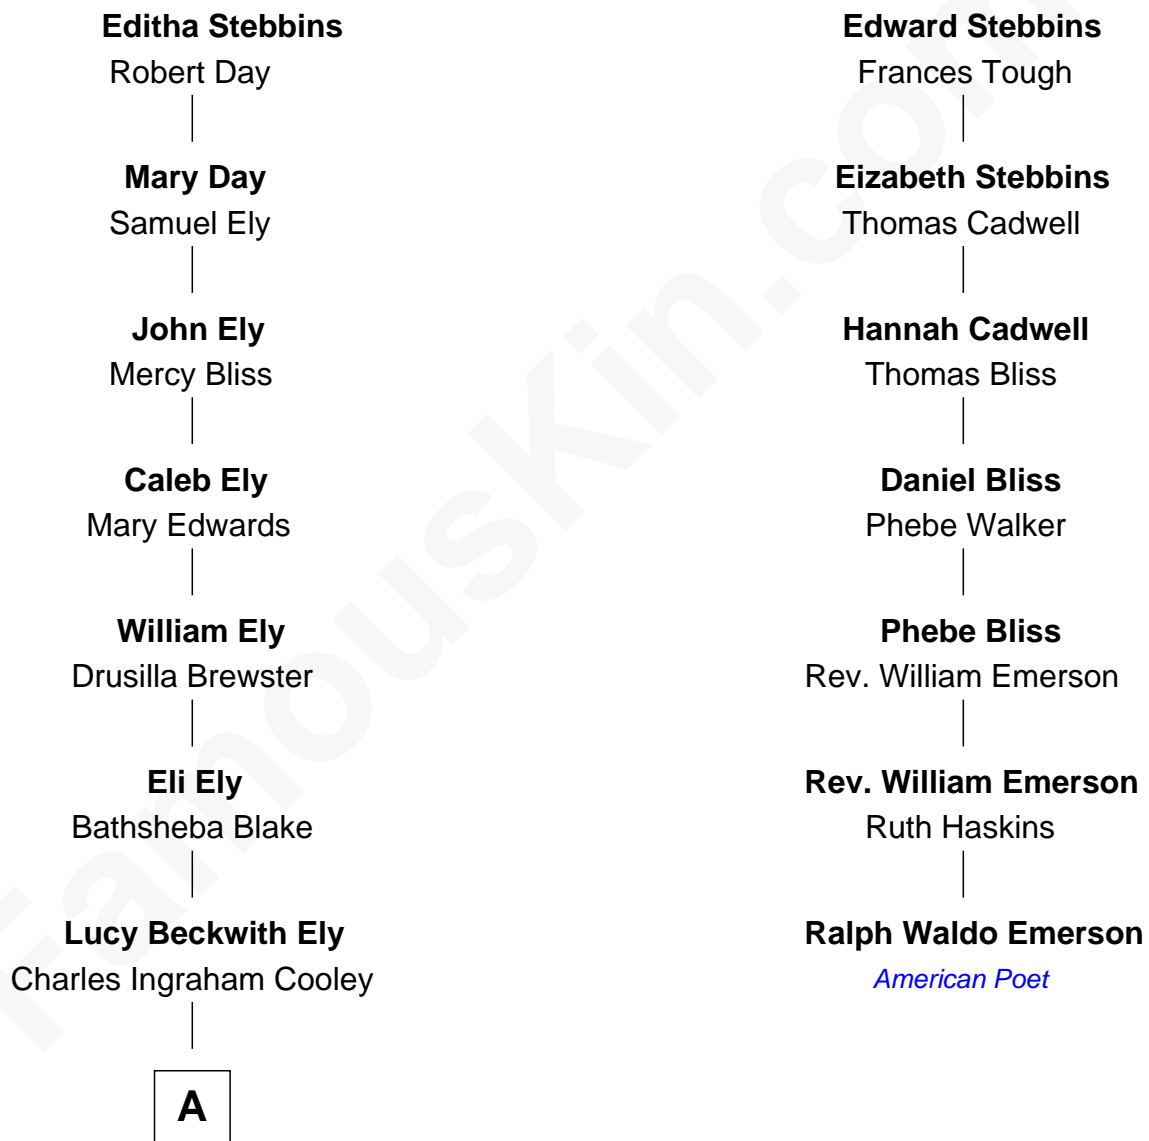 Editha Stebbins
Robert Day
Mary Day
Samuel Ely
John Ely
Mercy Bliss
Caleb Ely
Mary Edwards
William Ely
Drusilla Brewster
Eli Ely
Bathsheba Blake
Lucy Beckwith Ely
Charles Ingraham Cooley
A
Edward Stebbins
Frances Tough
Eizabeth Stebbins
Thomas Cadwell
Hannah Cadwell
Thomas Bliss
Daniel Bliss
Phebe Walker
Phebe Bliss
Rev. William Emerson
Rev. William Emerson
Ruth Haskins
Ralph Waldo Emerson
American Poet
FamousKin.com